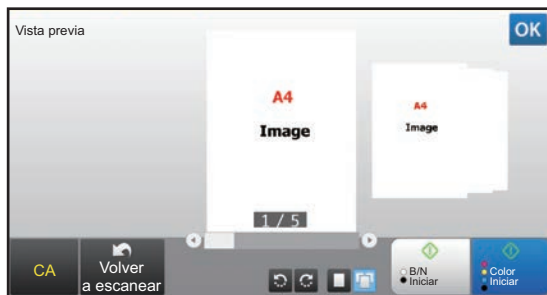 Vista previa
OK
A4
Image
A4
Image
1 / 5
CA
Volver
a escanear
B/N
Iniciar
Color
Iniciar